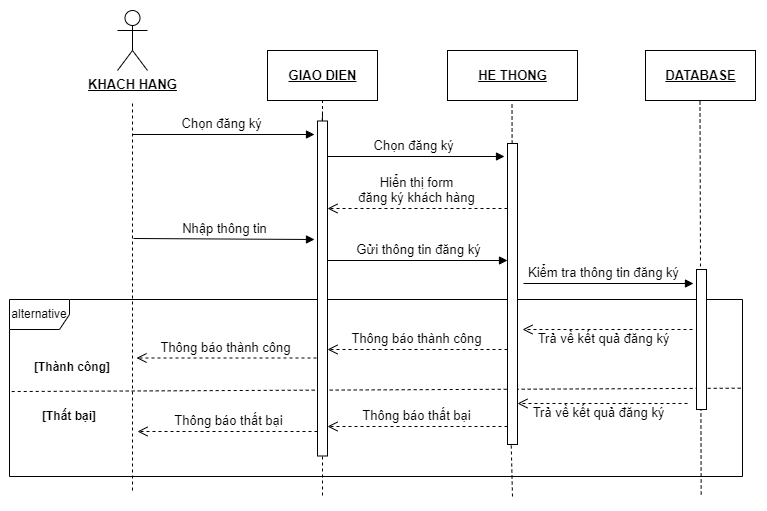 KHACH HANG
GIAO DIEN
HE THONG
DATABASE
Chọn đăng ký
Chọn đăng ký
Hiển thị form
đăng ký khách hàng
Nhập thông tin
Gửi thông tin đăng ký
Kiểm tra thông tin đăng ký
alternative
Trả về kết quả đăng ký
Thông báo thành công
Thông báo thành công
[Thành công]
Trả về kết quả đăng ký
Thông báo thất bại
Thông báo thất bại
[Thất bại]